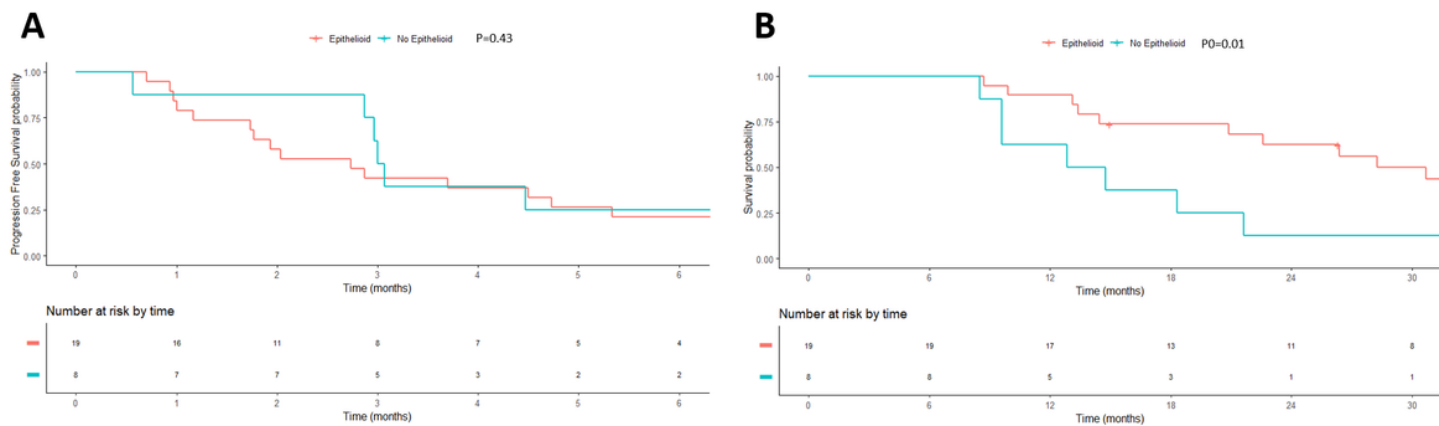 A
Epithelioid No Epithelioid P=0.43
Progression Free Survival probability
1.00
0.75
0.50
0.25
0.00
0 1 2 3 4 5 6
Time (months)
Number at risk by time
19 16 11 8 7 5 4
8 7 7 5 3 2 2
0 1 2 3 4 5 6
Time (months)
B
Epithelioid No Epithelioid P0=0.01
Survival probability
1.00
0.75
0.50
0.25
0.00
0 6 12 18 24 30
Time (months)
Number at risk by time
19 19 17 13 11 8
8 8 5 3 1 1
0 6 12 18 24 30
Time (months)